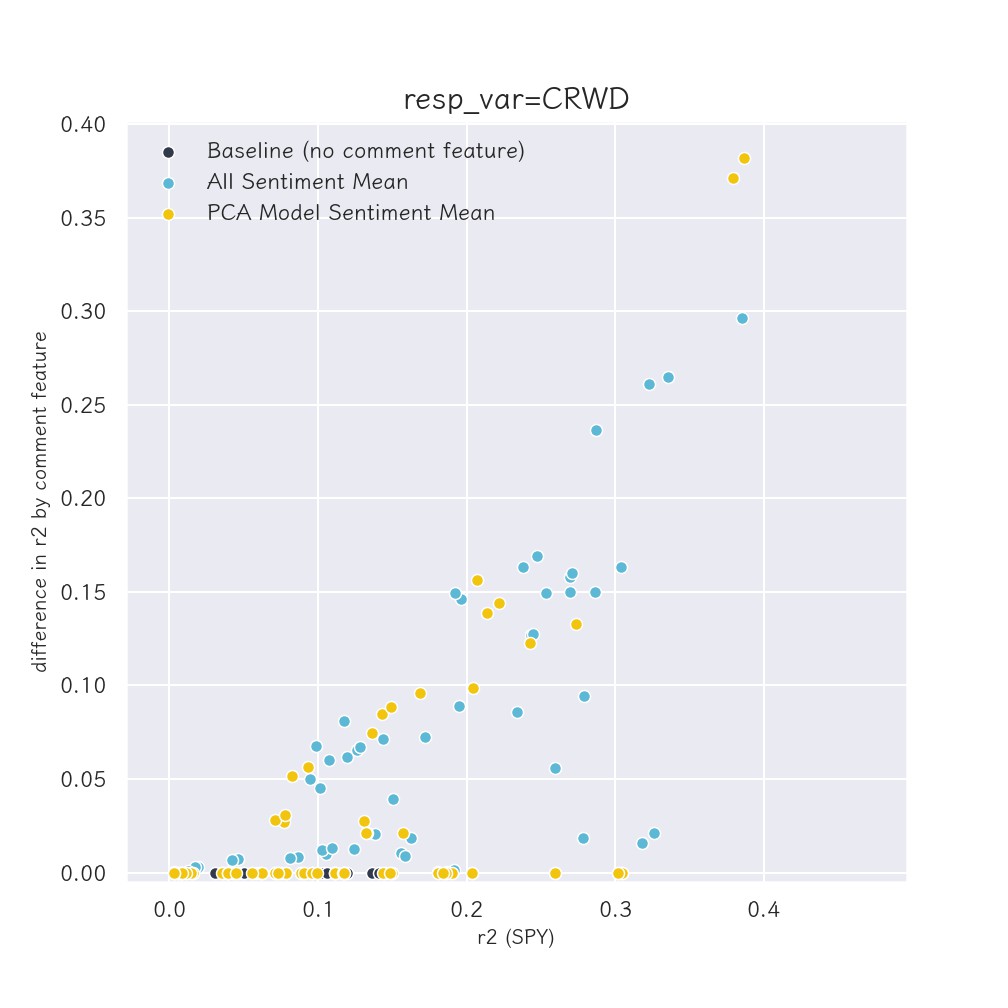 resp_var=CRWD
0.40
0.35
0.30
0.25
0.20
0.15
0.10
0.05
0.00
difference in r2 by comment feature
Baseline (no comment feature)
All Sentiment Mean
PCA Model Sentiment Mean
0.0
0.1
0.2
0.3
0.4
r2 (SPY)